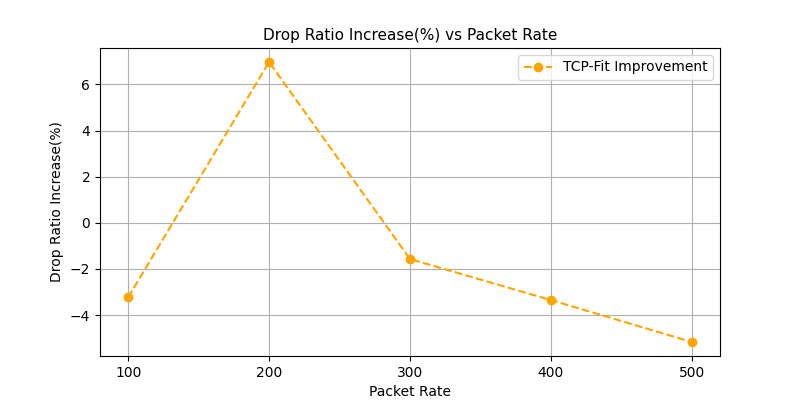 Drop Ratio Increase(%) vs Packet Rate
TCP-Fit Improvement
Drop Ratio Increase(%)
6
4
2
0
−2
−4
100 200 300 400 500
Packet Rate